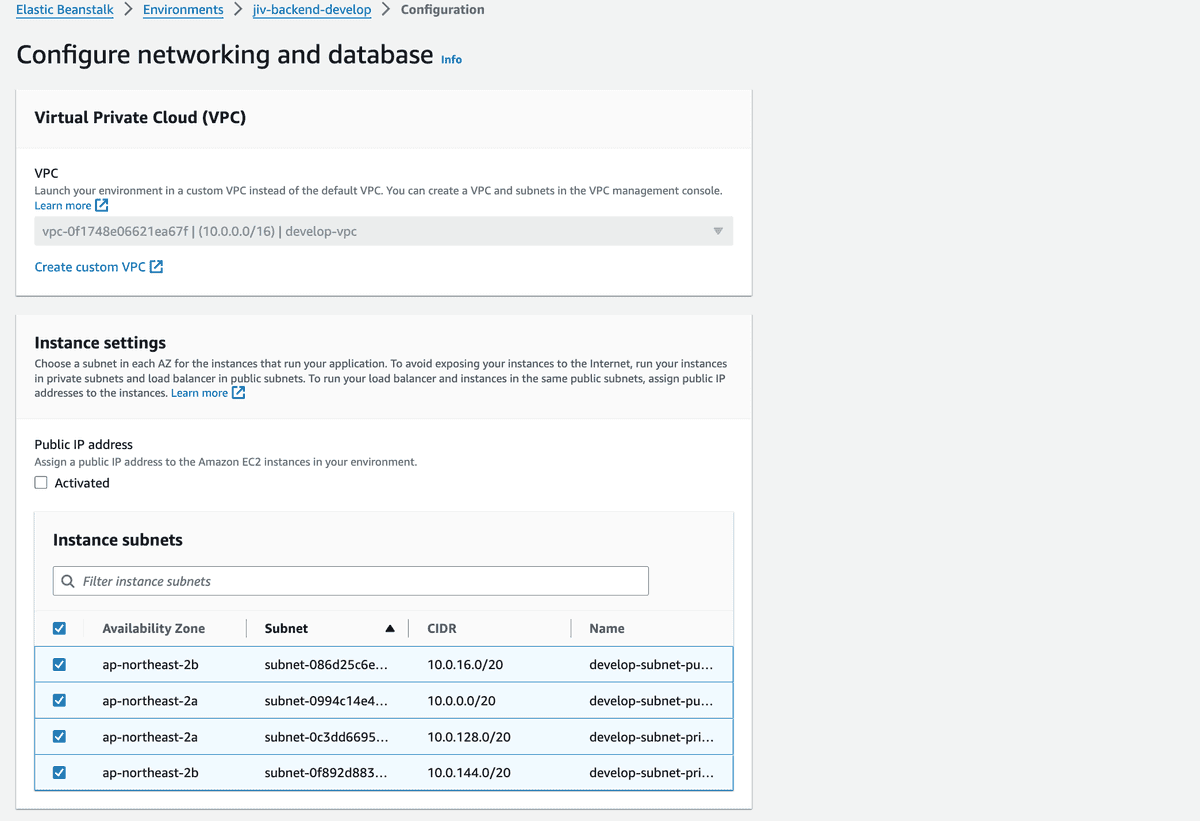 Elastic Beanstalk > Environments > jiv-backend-develop > Configuration
Configure networking and database Info
Virtual Private Cloud (VPC)
VPC
Launch your environment in a custom VPC instead of the default VPC. You can create a VPC and subnets in the VPC management console.
Learn more
vpc-0f1748e06621ea67f | (10.0.0.0/16) | develop-vpc
Create custom VPC
Instance settings
Choose a subnet in each AZ for the instances that run your application. To avoid exposing your instances to the Internet, run your instances
in private subnets and load balancer in public subnets. To run your load balancer and instances in the same public subnets, assign public IP
addresses to the instances. Learn more
Public IP address
Assign a public IP address to the Amazon EC2 instances in your environment.
Activated
Instance subnets
Filter instance subnets
Availability Zone Subnet CIDR Name
ap-northeast-2b subnet-086d25c6e... 10.0.16.0/20 develop-subnet-pu...
ap-northeast-2a subnet-0994c14e4... 10.0.0.0/20 develop-subnet-pu...
ap-northeast-2a subnet-0c3dd6695... 10.0.128.0/20 develop-subnet-pri...
ap-northeast-2b subnet-0f892d883... 10.0.144.0/20 develop-subnet-pri...